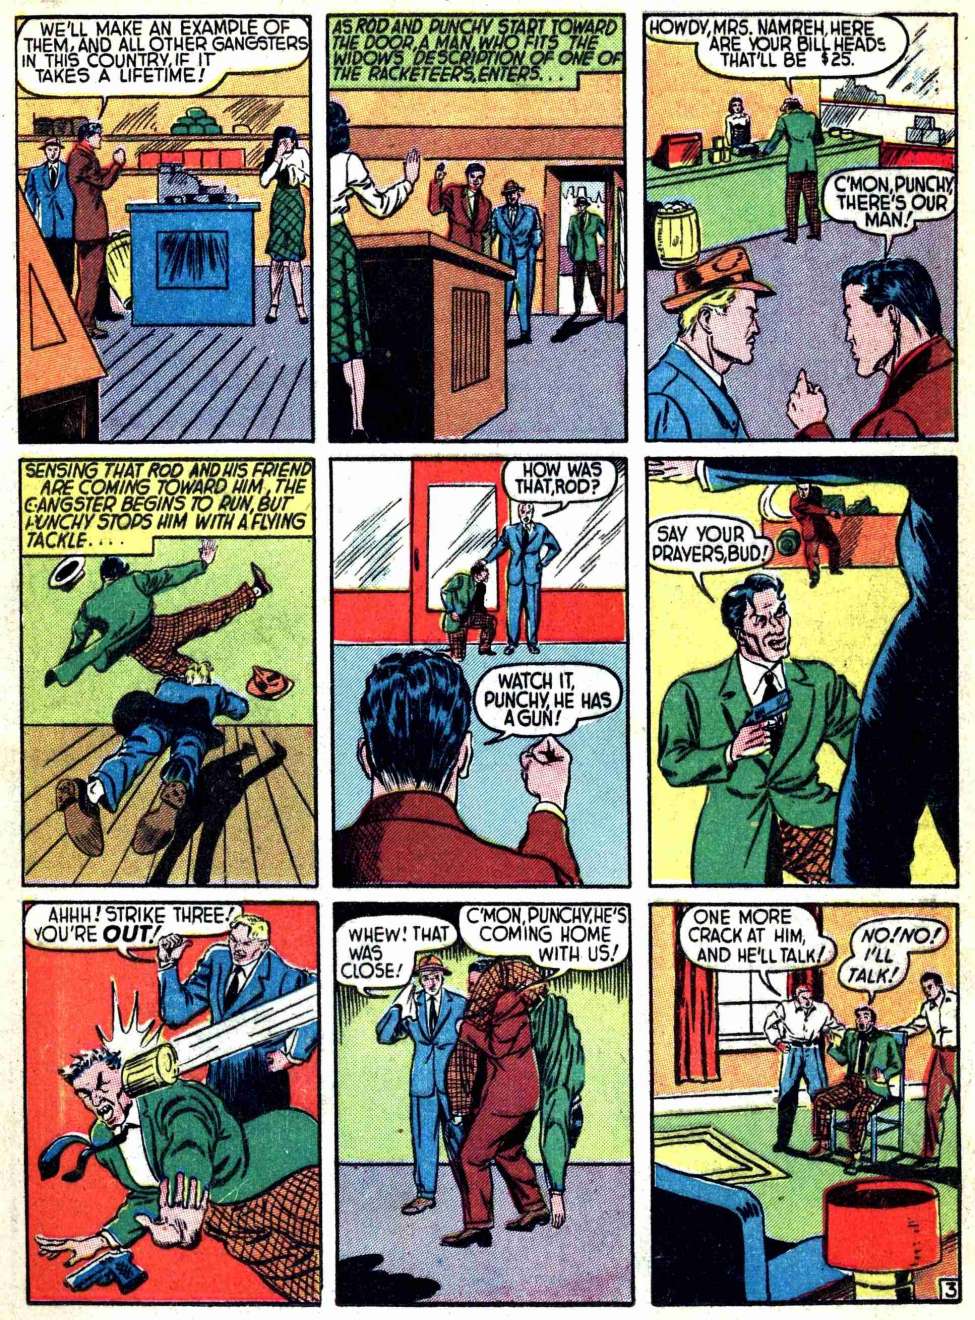 WE'LL MAKE AN EXAMPLE OF
THEM, AND ALL OTHER GANGSTERS
IN THIS COUNTRY, IF IT
TAKES A LIFETIME!
AS ROD AND PUNCHY START TOWARD
THE DOOR, A MAN, WHO FITS THE
WIDOW'S DESCRIPTION OF ONE OF
THE RACKETEERS, ENTERS...
HOWDY, MRS. NAMREH, HERE
ARE YOUR BILL HEADS
THAT'LL BE $25.
C'MON, PUNCHY,
THERE'S OUR
MAN!
SENSING THAT ROD AND HIS FRIEND
ARE COMING TOWARD HIM, THE
GANGSTER BEGINS TO RUN, BUT
PUNCHY STOPS HIM WITH A FLYING
TACKLE....
HOW WAS
THAT, ROD?
WATCH IT,
PUNCHY, HE HAS
A GUN!
SAY YOUR
PRAYERS, BUD!
AHHH! STRIKE THREE!
YOU'RE OUT!
WHEW! THAT
WAS
CLOSE!
C'MON, PUNCHY, HE'S
COMING HOME
WITH US!
ONE MORE
CRACK AT HIM,
AND HE'LL TALK!
NO! NO!
I'LL
TALK!
3